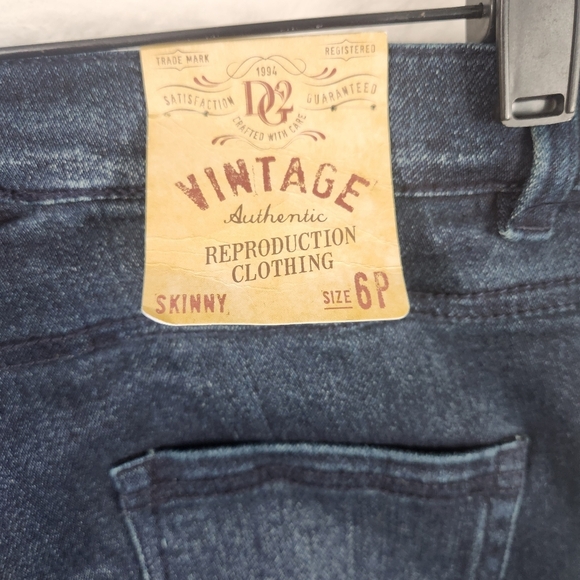 TRADE MARK
REGISTERED
1994
SATISFACTION DG2 GUARANTEED
CRAFTED WITH CARE
VINTAGE
Authentic
REPRODUCTION
CLOTHING
SKINNY
SIZE 6P